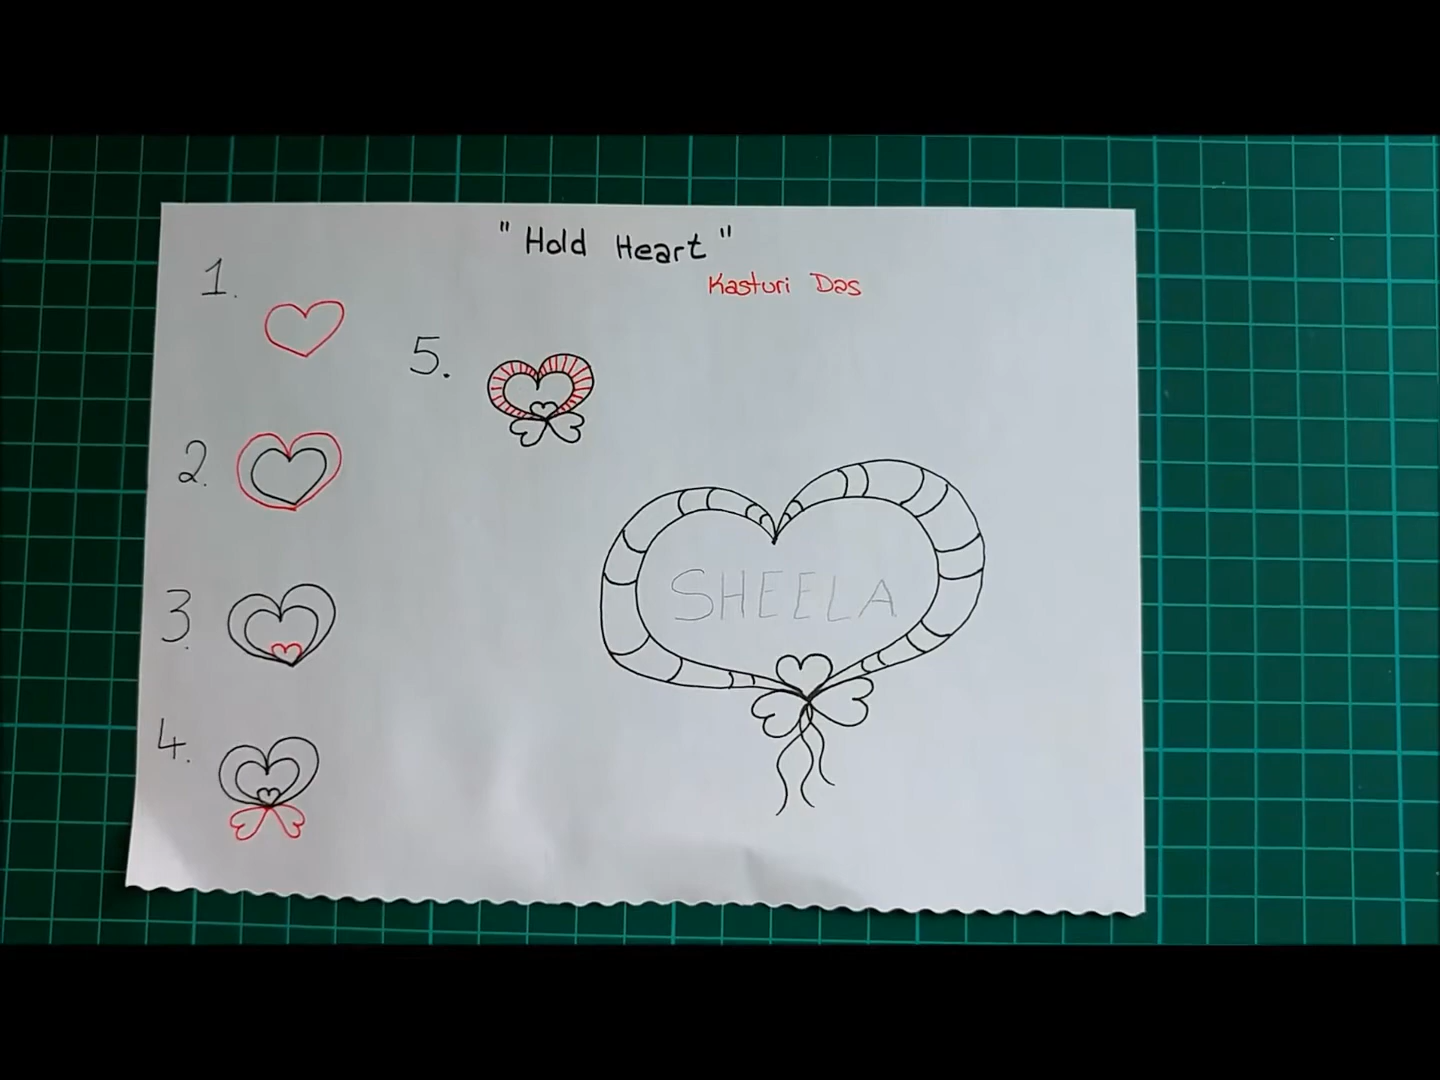 "Hold Heart"
Kasturi Das
1.
2.
3.
4.
5.
SHEELA